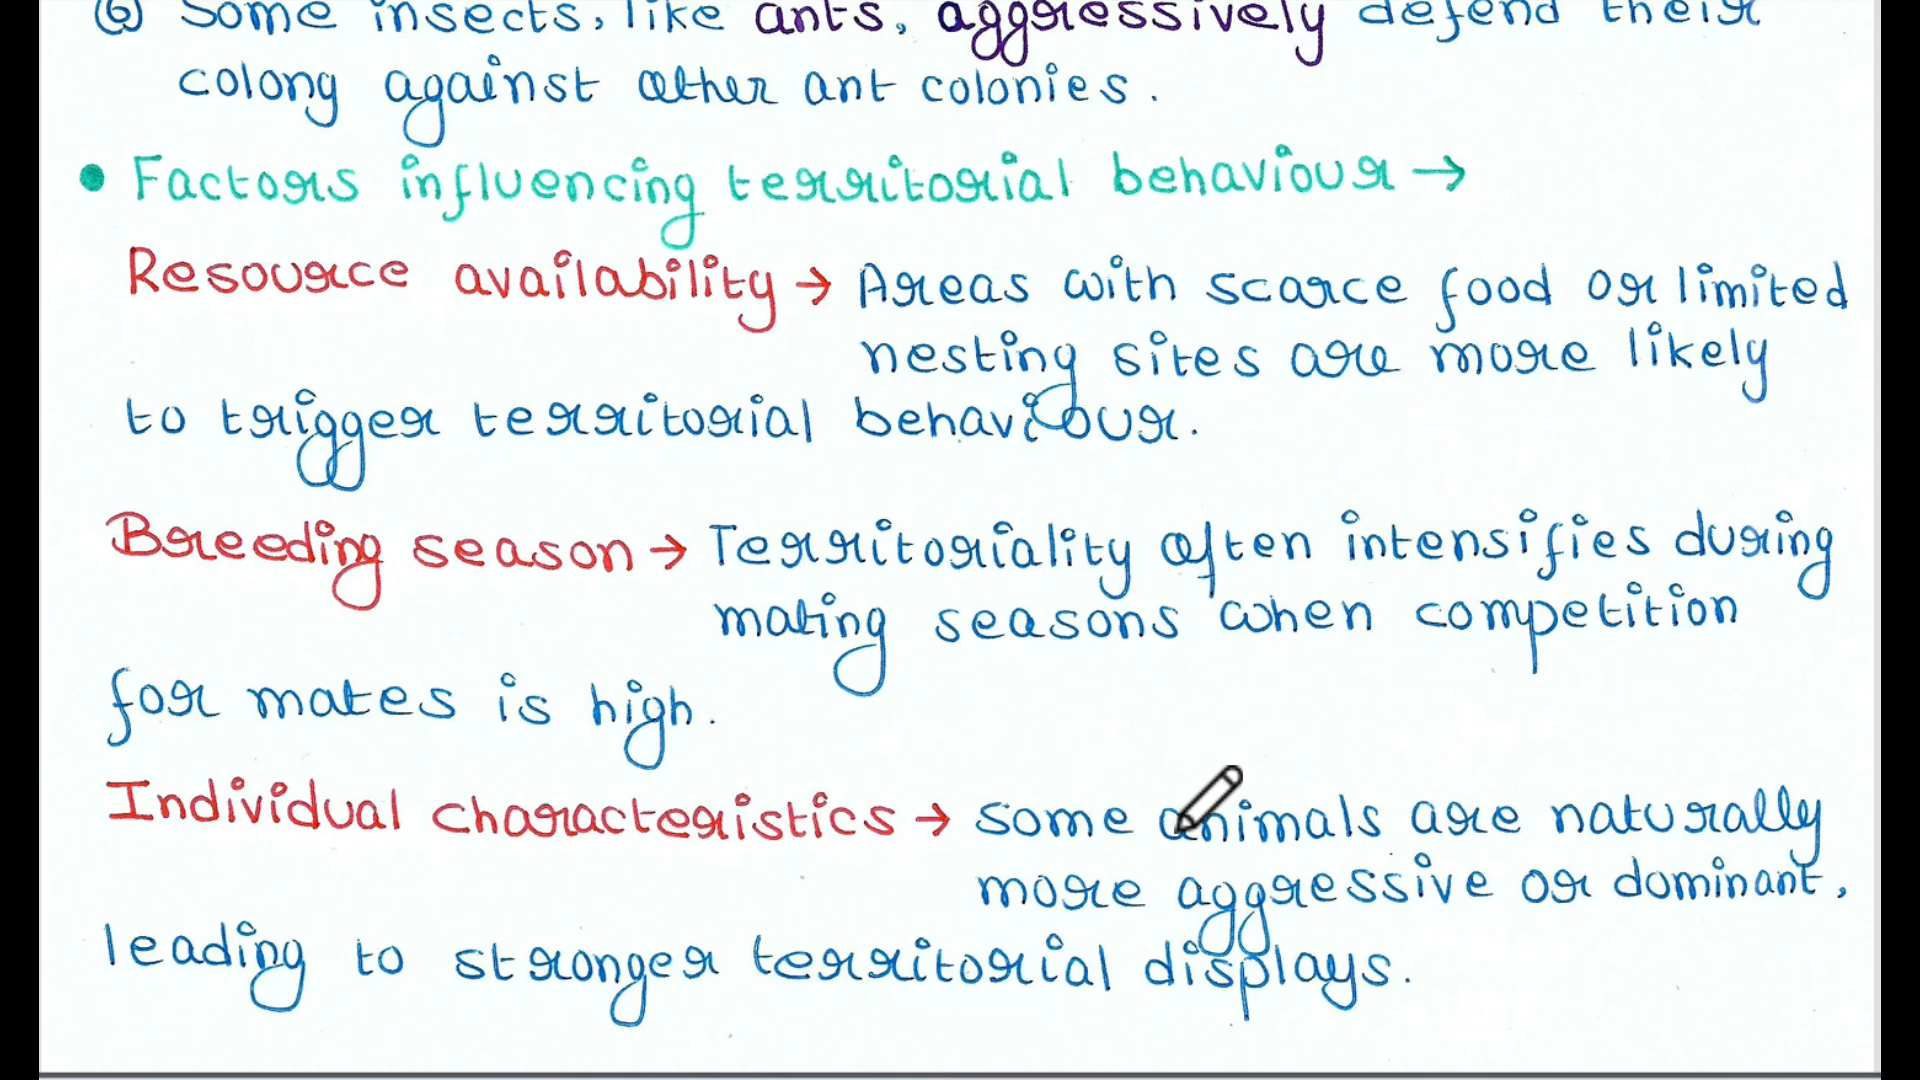 ⑥ Some insects, like ants, aggressively defend their
colony against other ant colonies.
• Factors influencing territorial behaviour →
Resource availability → Areas with scarce food or limited
nesting sites are more likely
to trigger territorial behaviour.
Breeding season → Territoriality often intensifies during
mating seasons when competition
for mates is high.
Individual characteristics → some animals are naturally
more aggressive or dominant,
leading to stronger territorial displays.